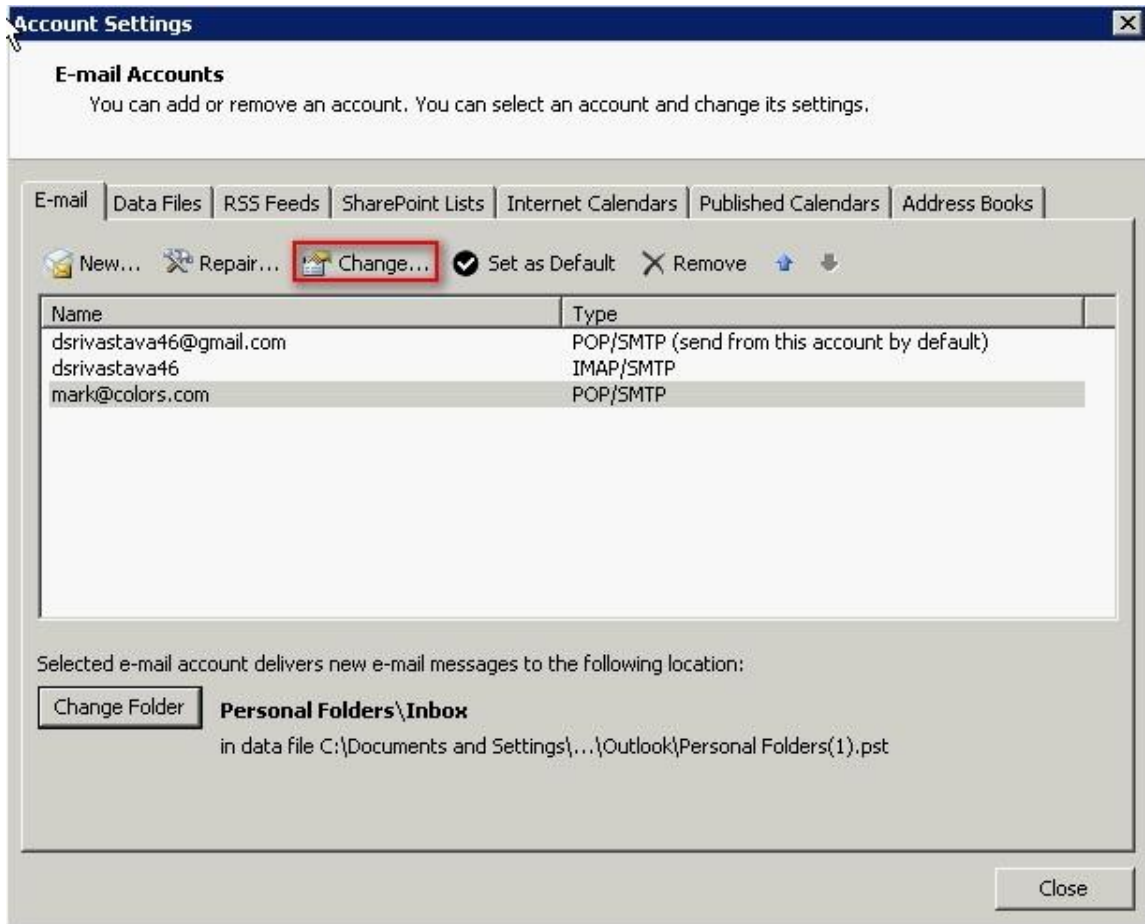 Account Settings
E-mail Accounts
You can add or remove an account. You can select an account and change its settings.
E-mail Data Files RSS Feeds SharePoint Lists Internet Calendars Published Calendars Address Books
New... Repair... Change... Set as Default Remove
Name Type
dsrivastava46@gmail.com POP/SMTP (send from this account by default)
dsrivastava46 IMAP/SMTP
mark@colors.com POP/SMTP
Selected e-mail account delivers new e-mail messages to the following location:
Change Folder Personal Folders\Inbox
in data file C:\Documents and Settings\...\Outlook\Personal Folders(1).pst
Close